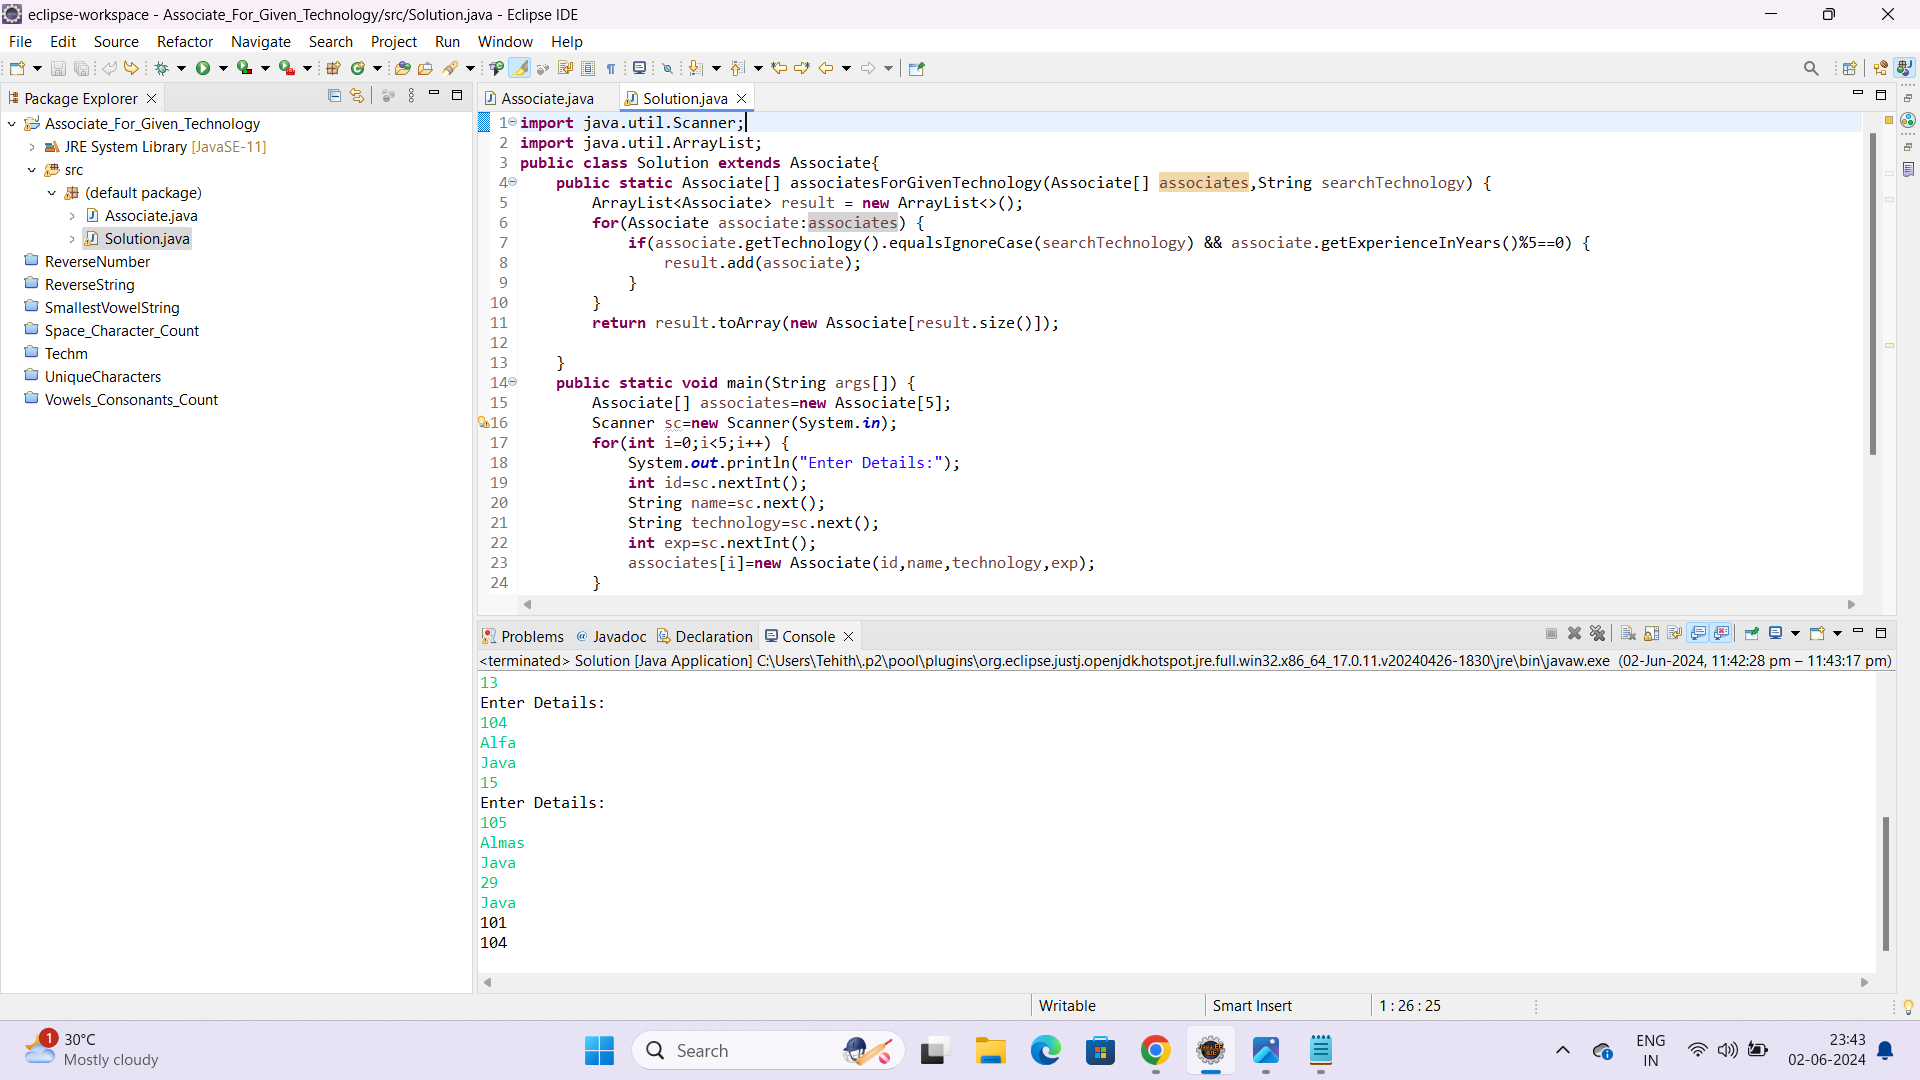 eclipse-workspace - Associate_For_Given_Technology/src/Solution.java - Eclipse IDE
File Edit Source Refactor Navigate Search Project Run Window Help
Package Explorer
Associate_For_Given_Technology
JRE System Library [JavaSE-11]
src
(default package)
Associate.java
Solution.java
ReverseNumber
ReverseString
SmallestVowelString
Space_Character_Count
Techm
UniqueCharacters
Vowels_Consonants_Count
Associate.java Solution.java
1 import java.util.Scanner;
2 import java.util.ArrayList;
3 public class Solution extends Associate{
4 public static Associate[] associatesForGivenTechnology(Associate[] associates,String searchTechnology) {
5 ArrayList<Associate> result = new ArrayList<>();
6 for(Associate associate:associates) {
7 if(associate.getTechnology().equalsIgnoreCase(searchTechnology) && associate.getExperienceInYears()%5==0) {
8 result.add(associate);
9 }
10 }
11 return result.toArray(new Associate[result.size()]);
12
13 }
14 public static void main(String args[]) {
15 Associate[] associates=new Associate[5];
16 Scanner sc=new Scanner(System.in);
17 for(int i=0;i<5;i++) {
18 System.out.println("Enter Details:");
19 int id=sc.nextInt();
20 String name=sc.next();
21 String technology=sc.next();
22 int exp=sc.nextInt();
23 associates[i]=new Associate(id,name,technology,exp);
24 }
Problems Javadoc Declaration Console
<terminated> Solution [Java Application] C:\Users\Tehith\.p2\pool\plugins\org.eclipse.justj.openjdk.hotspot.jre.full.win32.x86_64_17.0.11.v20240426-1830\jre\bin\javaw.exe (02-Jun-2024, 11:42:28 pm – 11:43:17 pm)
13
Enter Details:
104
Alfa
Java
15
Enter Details:
105
Almas
Java
29
Java
101
104
Writable Smart Insert 1 : 26 : 25
1
30°C
Mostly cloudy
Search
ENG
IN
23:43
02-06-2024